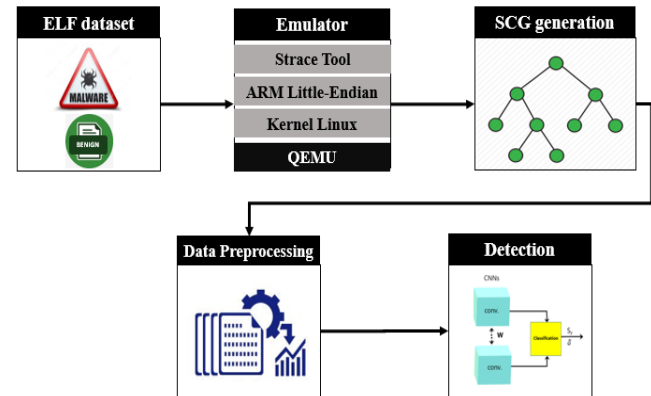 ELF dataset
MALWARE
BENIGN
Emulator
Strace Tool
ARM Little-Endian
Kernel Linux
QEMU
SCG generation
Data Preprocessing
Detection
CNNs
conv.
W
conv.
Classification